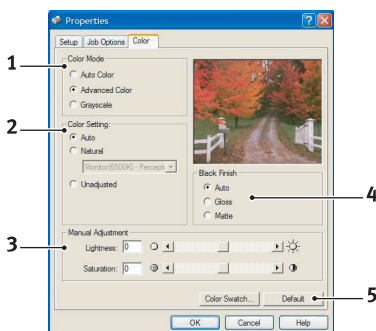 Properties
Setup Job Options Color
1
Color Mode
Auto Color
Advanced Color
Grayscale
2
Color Setting:
Auto
Natural
Monitor(6500K) - Percepti
Unadjusted
Black Finish
Auto
Gloss
Matte
4
3
Manual Adjustment
Lightness: 0
Saturation: 0
Color Swatch... Default
5
OK Cancel Help